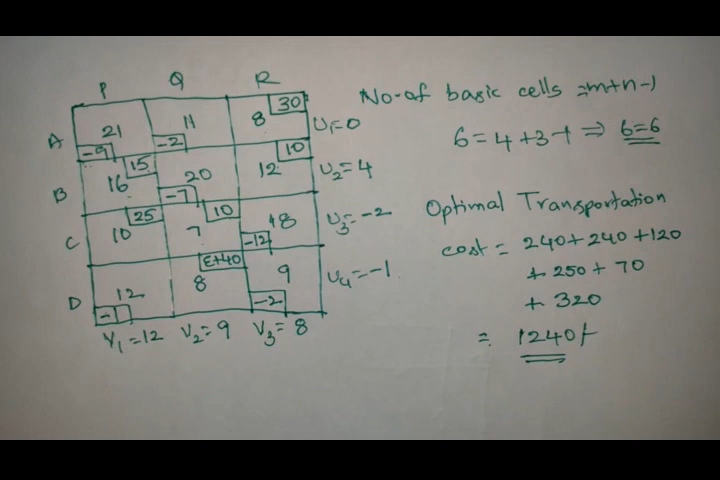 P Q R
No-of basic cells = m+n-1
A 21 -9 11 -2 8 30 U1=0
6 = 4+3-1 ⇒ 6=6
B 16 15 20 -7 12 10 U2=4
C 10 25 7 10 18 -12 U3=-2
Optimal Transportation
cost = 240+240+120
+ 250 + 70
+ 320
D 12 8 ε+40 9 -2 U4=-1
V1=12 V2=9 V3=8
= 1240/-